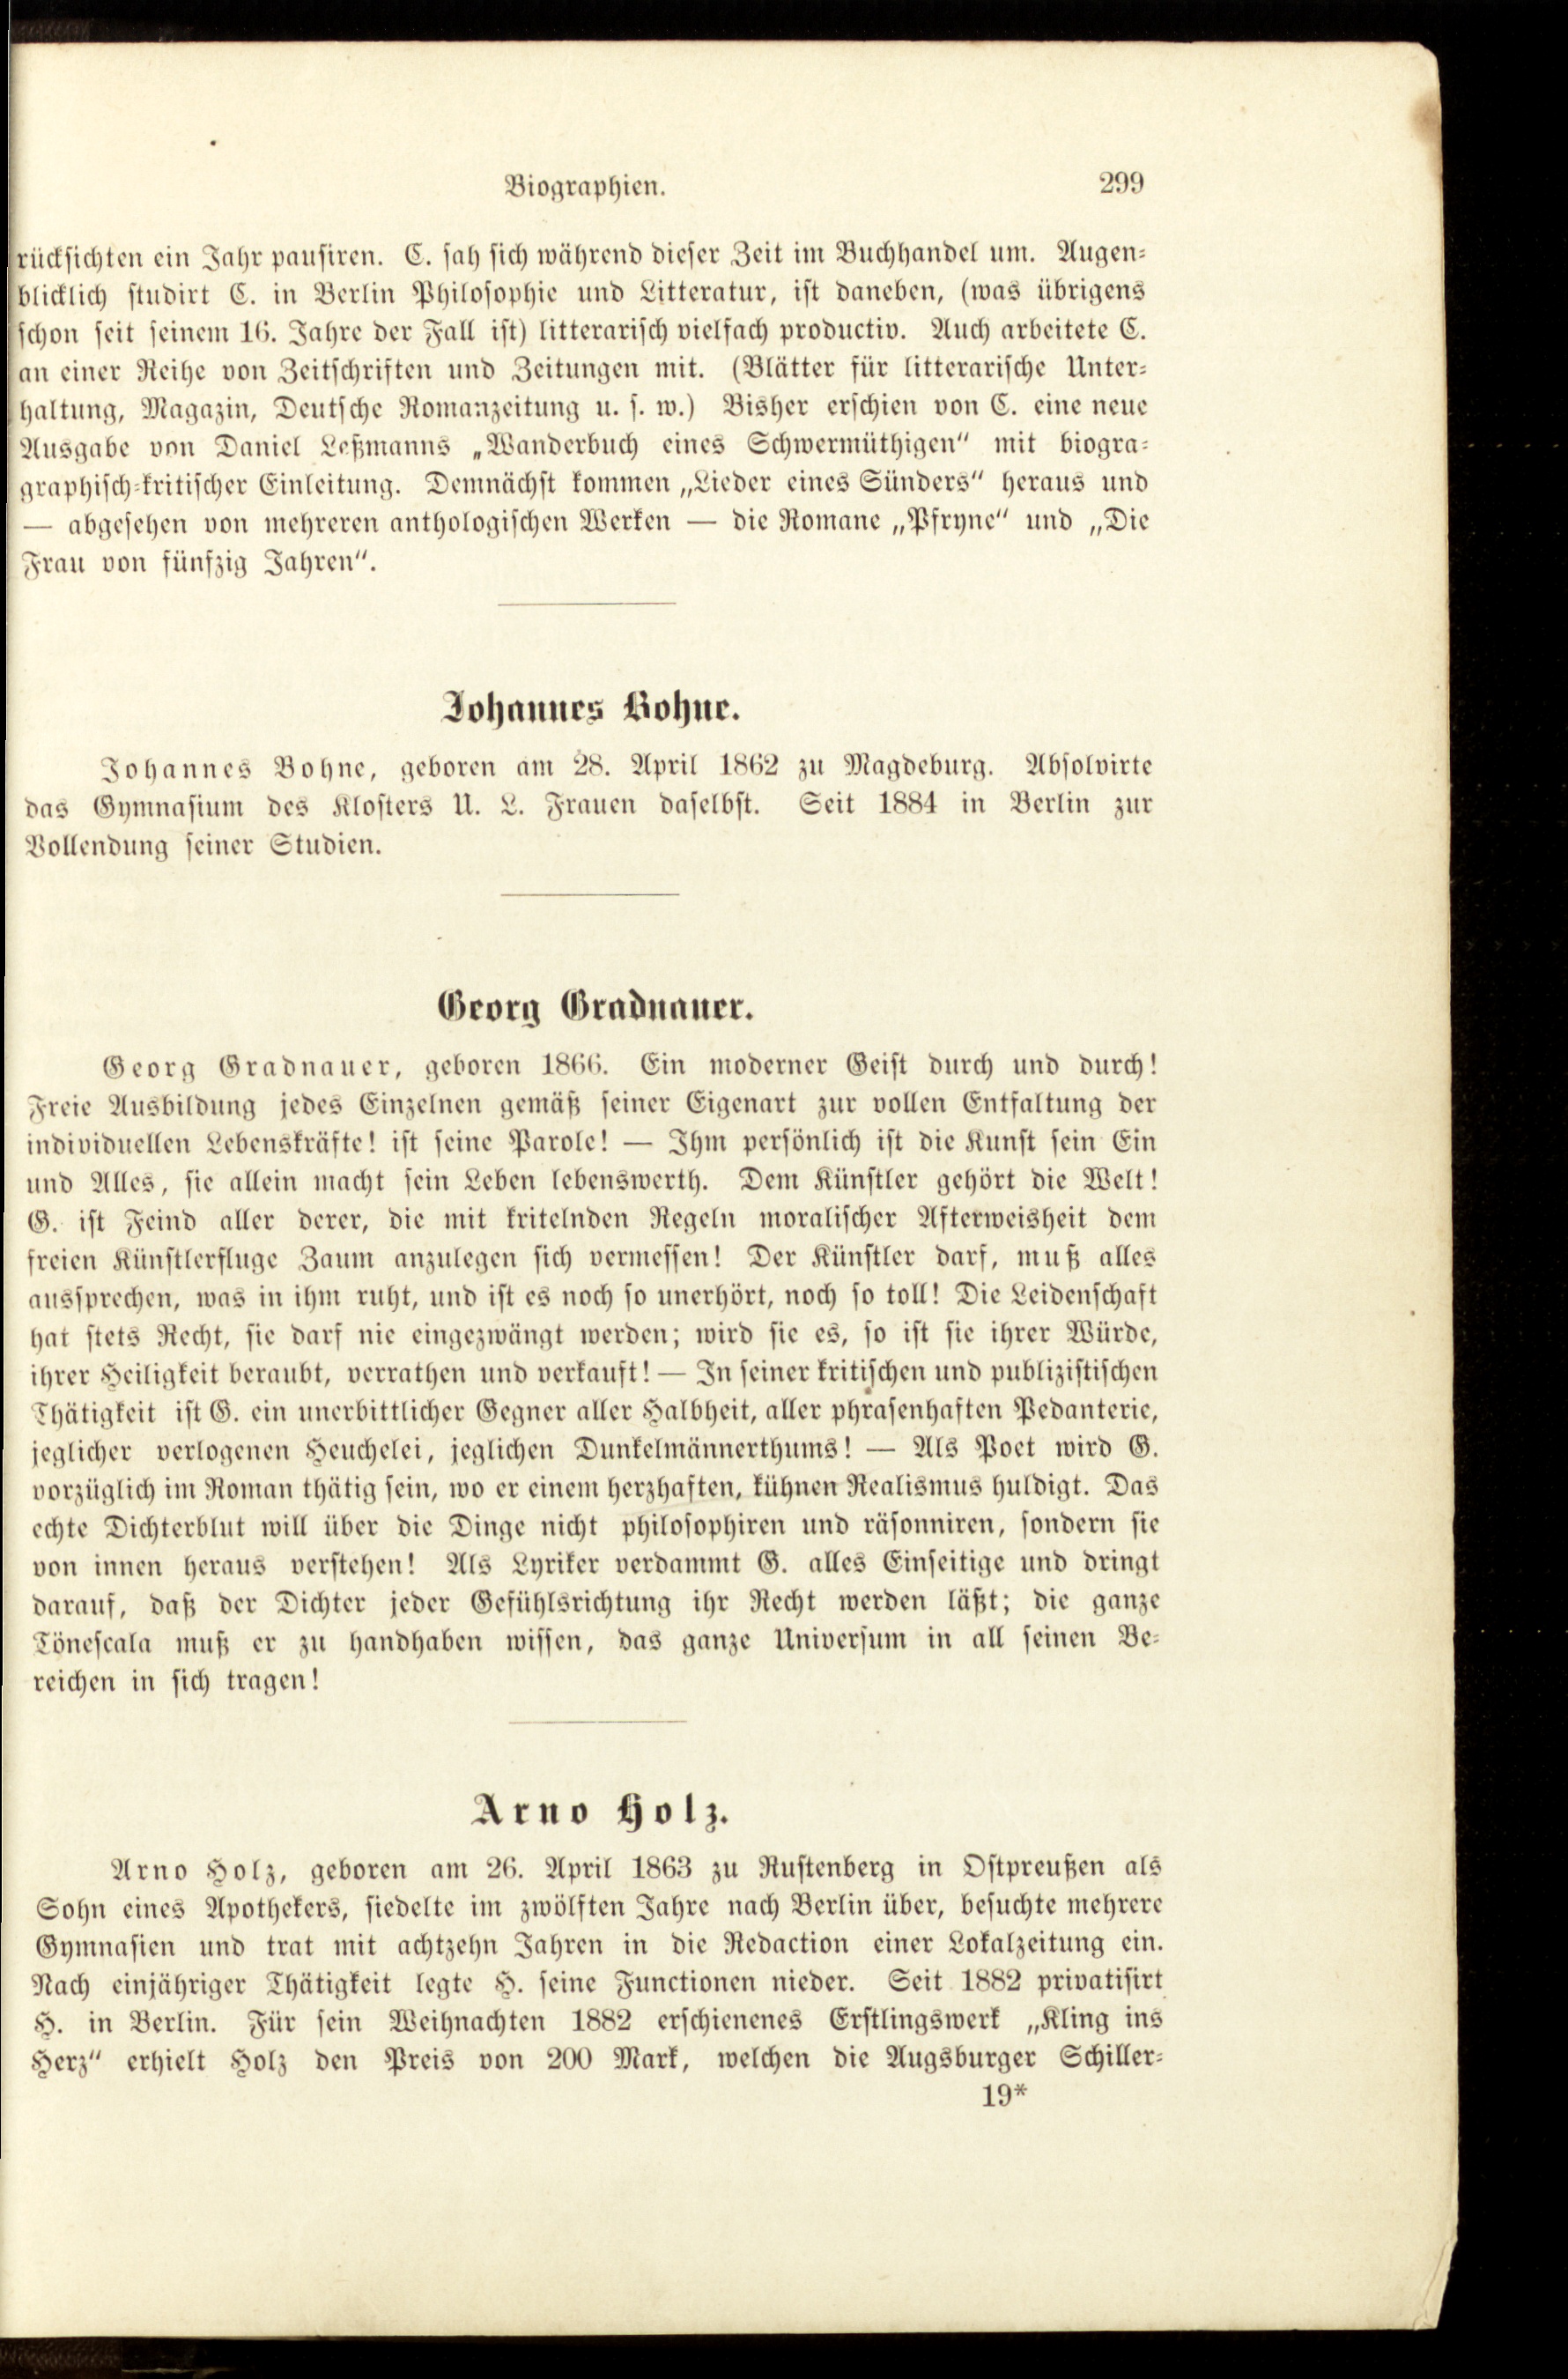 Biographien. 299
rücksichten ein Jahr pausiren. C. sah sich während dieser Zeit im Buchhandel um. Augen-
blicklich studirt C. in Berlin Philosophie und Litteratur, ist daneben, (was übrigens
schon seit seinem 16. Jahre der Fall ist) litterarisch vielfach productiv. Auch arbeitete C.
an einer Reihe von Zeitschriften und Zeitungen mit. (Blätter für litterarische Unter-
haltung, Magazin, Deutsche Romanzeitung u. s. w.) Bisher erschien von C. eine neue
Ausgabe von Daniel Leßmanns „Wanderbuch eines Schwermüthigen“ mit biogra-
graphisch-kritischer Einleitung. Demnächst kommen „Lieder eines Sünders“ heraus und
— abgesehen von mehreren anthologischen Werken — die Romane „Pfryne“ und „Die
Frau von fünfzig Jahren“.
Johannes Bohne.
Johannes Bohne, geboren am 28. April 1862 zu Magdeburg. Absolvirte
das Gymnasium des Klosters U. L. Frauen daselbst. Seit 1884 in Berlin zur
Vollendung seiner Studien.
Georg Gradnauer.
Georg Gradnauer, geboren 1866. Ein moderner Geist durch und durch!
Freie Ausbildung jedes Einzelnen gemäß seiner Eigenart zur vollen Entfaltung der
individuellen Lebenskräfte! ist seine Parole! — Ihm persönlich ist die Kunst sein Ein
und Alles, sie allein macht sein Leben lebenswerth. Dem Künstler gehört die Welt!
G. ist Feind aller derer, die mit kritelnden Regeln moralischer Afterweisheit dem
freien Künstlerfluge Zaum anzulegen sich vermessen! Der Künstler darf, muß alles
aussprechen, was in ihm ruht, und ist es noch so unerhört, noch so toll! Die Leidenschaft
hat stets Recht, sie darf nie eingezwängt werden; wird sie es, so ist sie ihrer Würde,
ihrer Heiligkeit beraubt, verrathen und verkauft! — In seiner kritischen und publizistischen
Thätigkeit ist G. ein unerbittlicher Gegner aller Halbheit, aller phrasenhaften Pedanterie,
jeglicher verlogenen Heuchelei, jeglichen Dunkelmännerthums! — Als Poet wird G.
vorzüglich im Roman thätig sein, wo er einem herzhaften, kühnen Realismus huldigt. Das
echte Dichterblut will über die Dinge nicht philosophiren und räsonniren, sondern sie
von innen heraus verstehen! Als Lyriker verdammt G. alles Einseitige und dringt
darauf, daß der Dichter jeder Gefühlsrichtung ihr Recht werden läßt; die ganze
Tönescala muß er zu handhaben wissen, das ganze Universum in all seinen Be-
reichen in sich tragen!
Arno Holz.
Arno Holz, geboren am 26. April 1863 zu Rustenberg in Ostpreußen als
Sohn eines Apothekers, siedelte im zwölften Jahre nach Berlin über, besuchte mehrere
Gymnasien und trat mit achtzehn Jahren in die Redaction einer Lokalzeitung ein.
Nach einjähriger Thätigkeit legte H. seine Functionen nieder. Seit 1882 privatisirt
H. in Berlin. Für sein Weihnachten 1882 erschienenes Erstlingswerk „Kling ins
Herz“ erhielt Holz den Preis von 200 Mark, welchen die Augsburger Schiller-
19*